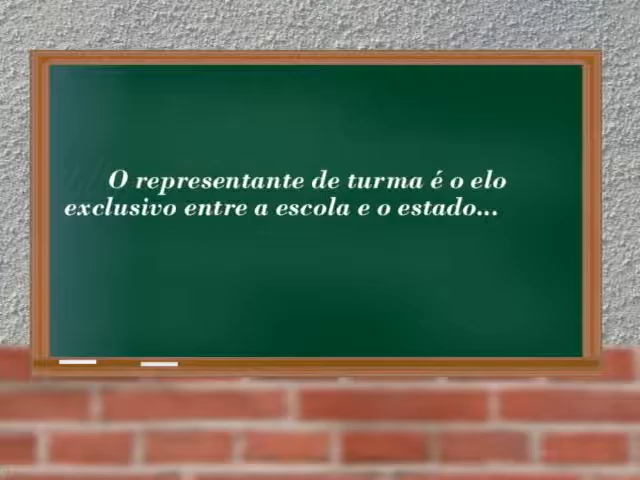 O representante de turma é o elo
exclusivo entre a escola e o estado...